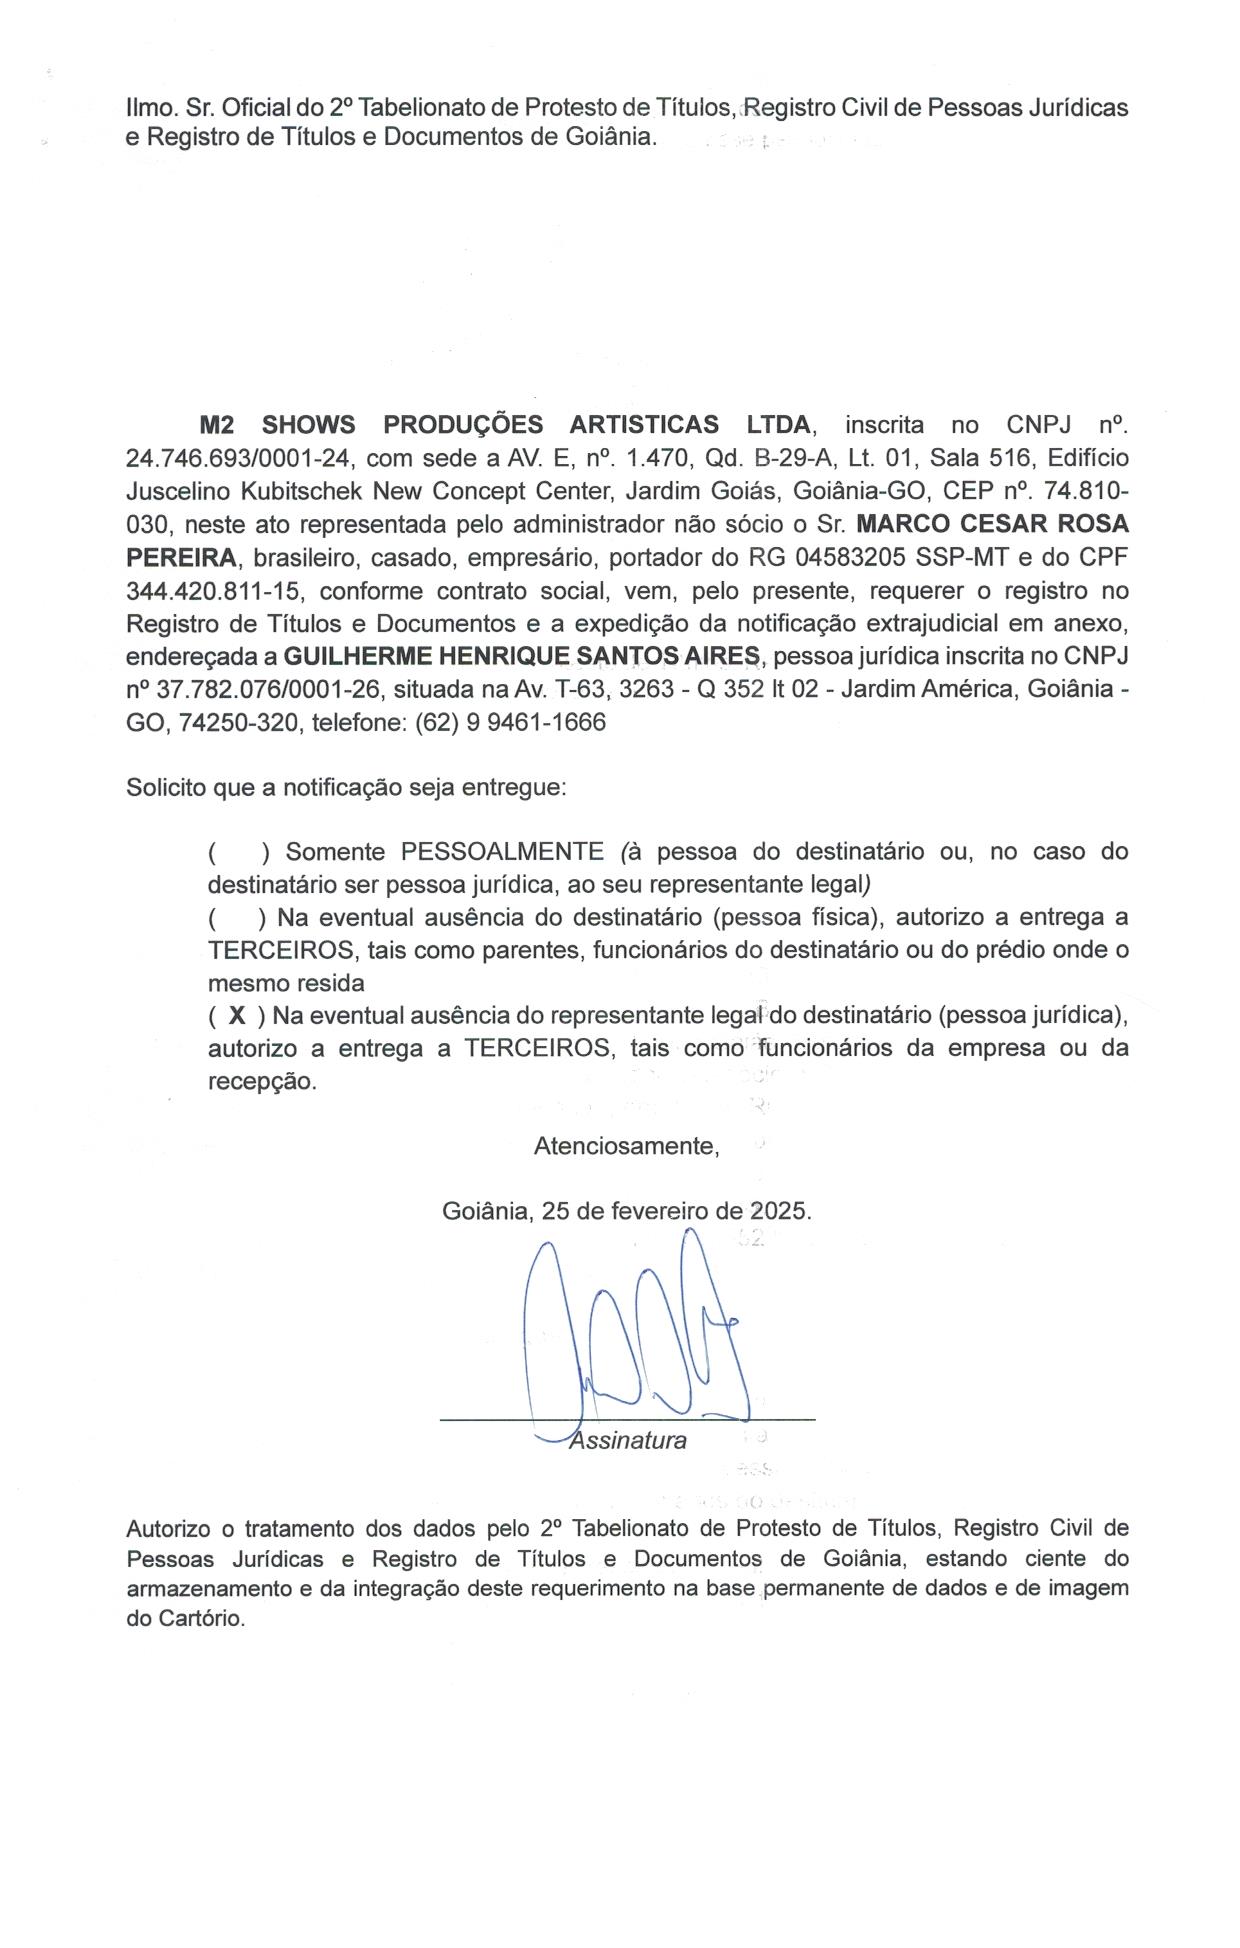 Ilmo. Sr. Oficial do 2º Tabelionato de Protesto de Títulos, Registro Civil de Pessoas Jurídicas
e Registro de Títulos e Documentos de Goiânia.
M2 SHOWS PRODUÇÕES ARTISTICAS LTDA, inscrita no CNPJ nº.
24.746.693/0001-24, com sede a AV. E, nº. 1.470, Qd. B-29-A, Lt. 01, Sala 516, Edifício
Juscelino Kubitschek New Concept Center, Jardim Goiás, Goiânia-GO, CEP nº. 74.810-
030, neste ato representada pelo administrador não sócio o Sr. MARCO CESAR ROSA
PEREIRA, brasileiro, casado, empresário, portador do RG 04583205 SSP-MT e do CPF
344.420.811-15, conforme contrato social, vem, pelo presente, requerer o registro no
Registro de Títulos e Documentos e a expedição da notificação extrajudicial em anexo,
endereçada a GUILHERME HENRIQUE SANTOS AIRES, pessoa jurídica inscrita no CNPJ
nº 37.782.076/0001-26, situada na Av. T-63, 3263 - Q 352 lt 02 - Jardim América, Goiânia -
GO, 74250-320, telefone: (62) 9 9461-1666
Solicito que a notificação seja entregue:
( ) Somente PESSOALMENTE (à pessoa do destinatário ou, no caso do
destinatário ser pessoa jurídica, ao seu representante legal)
( ) Na eventual ausência do destinatário (pessoa física), autorizo a entrega a
TERCEIROS, tais como parentes, funcionários do destinatário ou do prédio onde o
mesmo resida
( X ) Na eventual ausência do representante legal do destinatário (pessoa jurídica),
autorizo a entrega a TERCEIROS, tais como funcionários da empresa ou da
recepção.
Atenciosamente,
Goiânia, 25 de fevereiro de 2025.
Assinatura
Autorizo o tratamento dos dados pelo 2º Tabelionato de Protesto de Títulos, Registro Civil de
Pessoas Jurídicas e Registro de Títulos e Documentos de Goiânia, estando ciente do
armazenamento e da integração deste requerimento na base permanente de dados e de imagem
do Cartório.